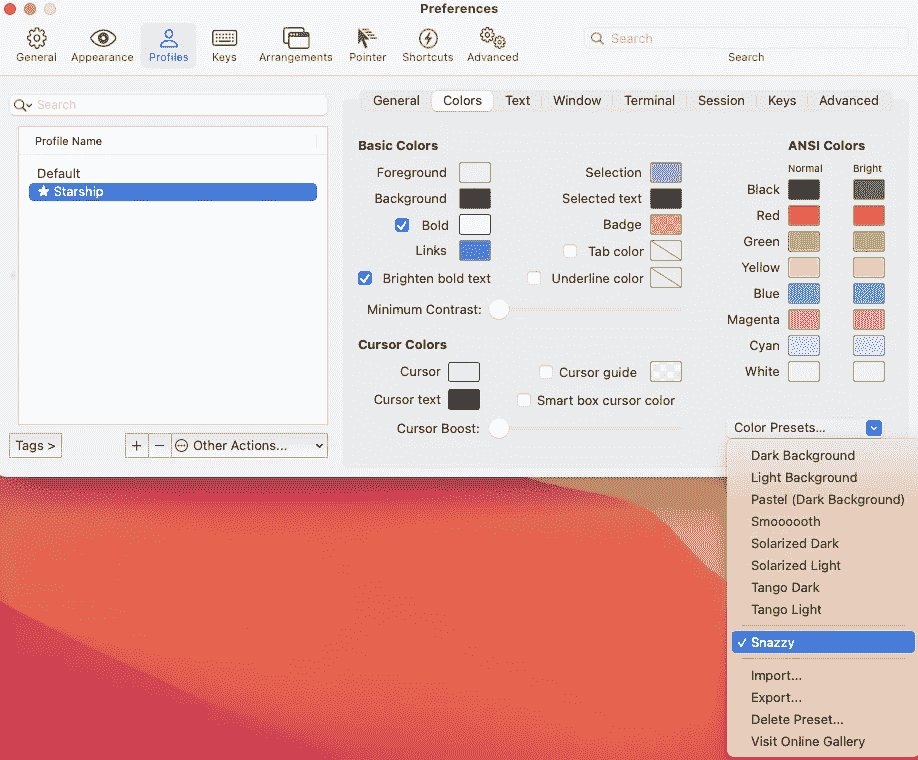 Preferences
General Appearance Profiles Keys Arrangements Pointer Shortcuts Advanced
Search
Search
Search
Profile Name
Default
Starship
Tags >
+ − Other Actions...
General Colors Text Window Terminal Session Keys Advanced
Basic Colors
Foreground
Background
Bold
Links
Brighten bold text
Minimum Contrast:
Selection
Selected text
Badge
Tab color
Underline color
Cursor Colors
Cursor
Cursor text
Cursor Boost:
Cursor guide
Smart box cursor color
ANSI Colors
Normal Bright
Black
Red
Green
Yellow
Blue
Magenta
Cyan
White
Color Presets...
Dark Background
Light Background
Pastel (Dark Background)
Smoooooth
Solarized Dark
Solarized Light
Tango Dark
Tango Light
✓ Snazzy
Import...
Export...
Delete Preset...
Visit Online Gallery